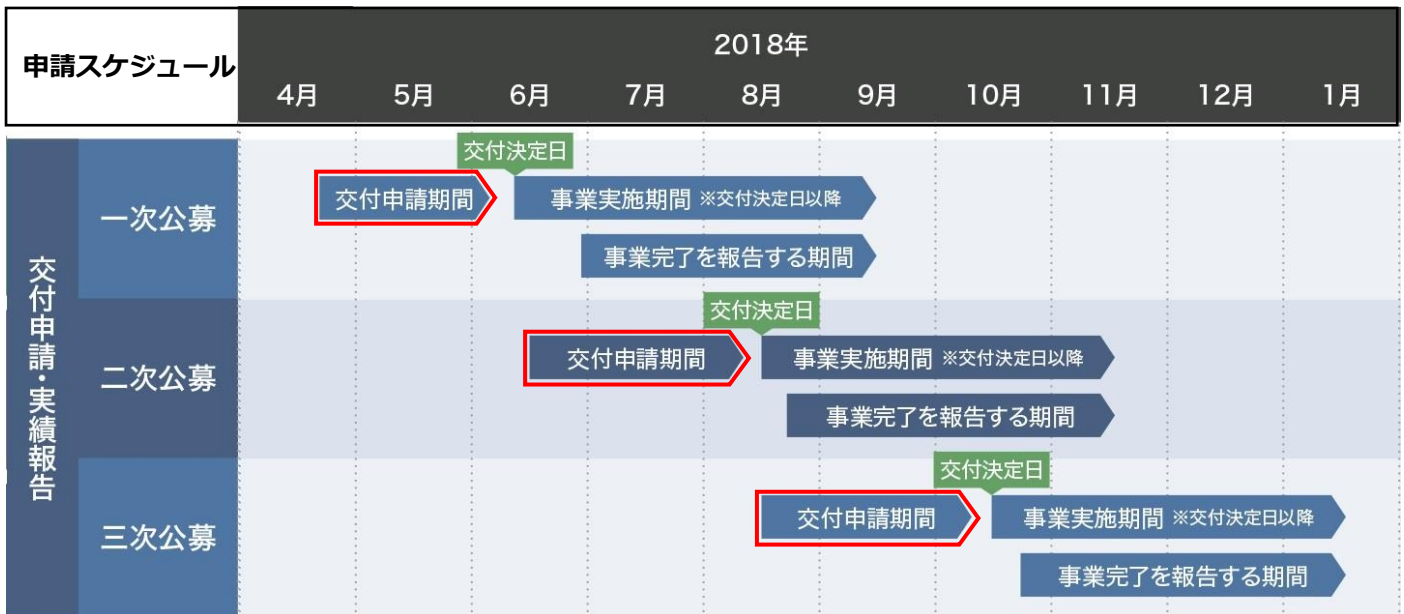 申請スケジュール
2018年
4月 5月 6月 7月 8月 9月 10月 11月 12月 1月
交付申請・実績報告
一次公募
交付決定日
交付申請期間
事業実施期間 ※交付決定日以降
事業完了を報告する期間
二次公募
交付決定日
交付申請期間
事業実施期間 ※交付決定日以降
事業完了を報告する期間
三次公募
交付決定日
交付申請期間
事業実施期間 ※交付決定日以降
事業完了を報告する期間